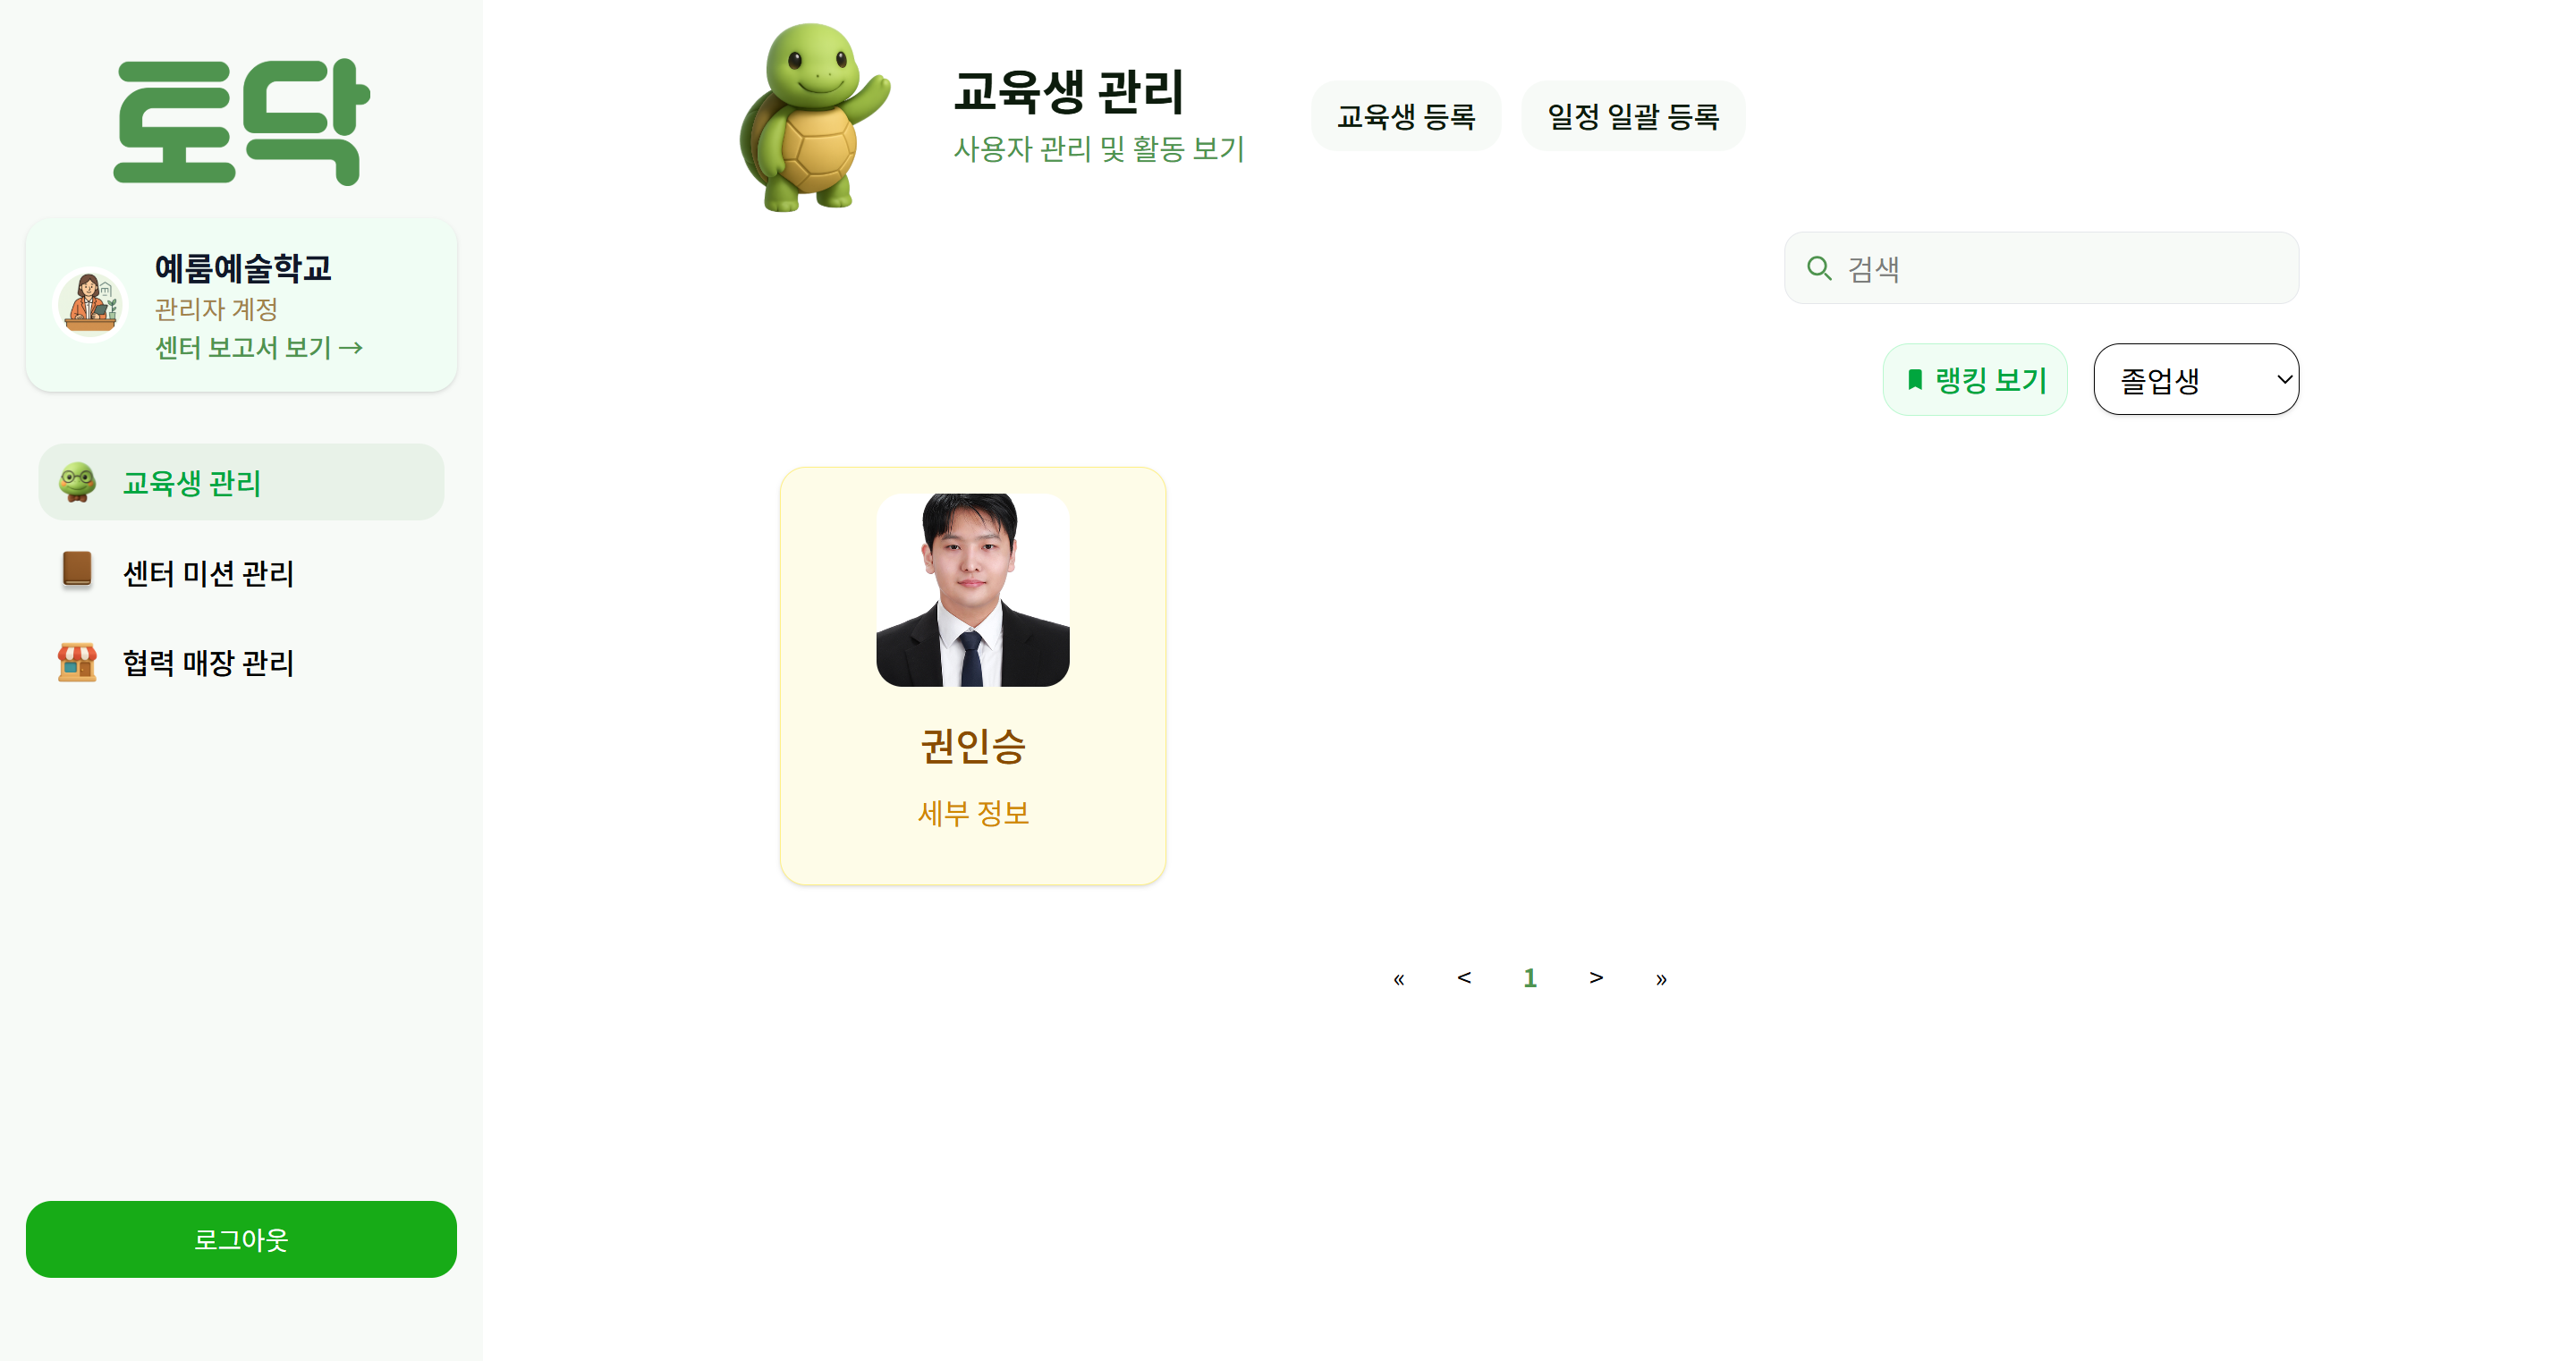 토닥
예룸예술학교
관리자 계정
센터 보고서 보기 →
교육생 관리
센터 미션 관리
협력 매장 관리
로그아웃
교육생 관리
사용자 관리 및 활동 보기
교육생 등록
일정 일괄 등록
검색
랭킹 보기
졸업생
권인승
세부 정보
« < 1 > »